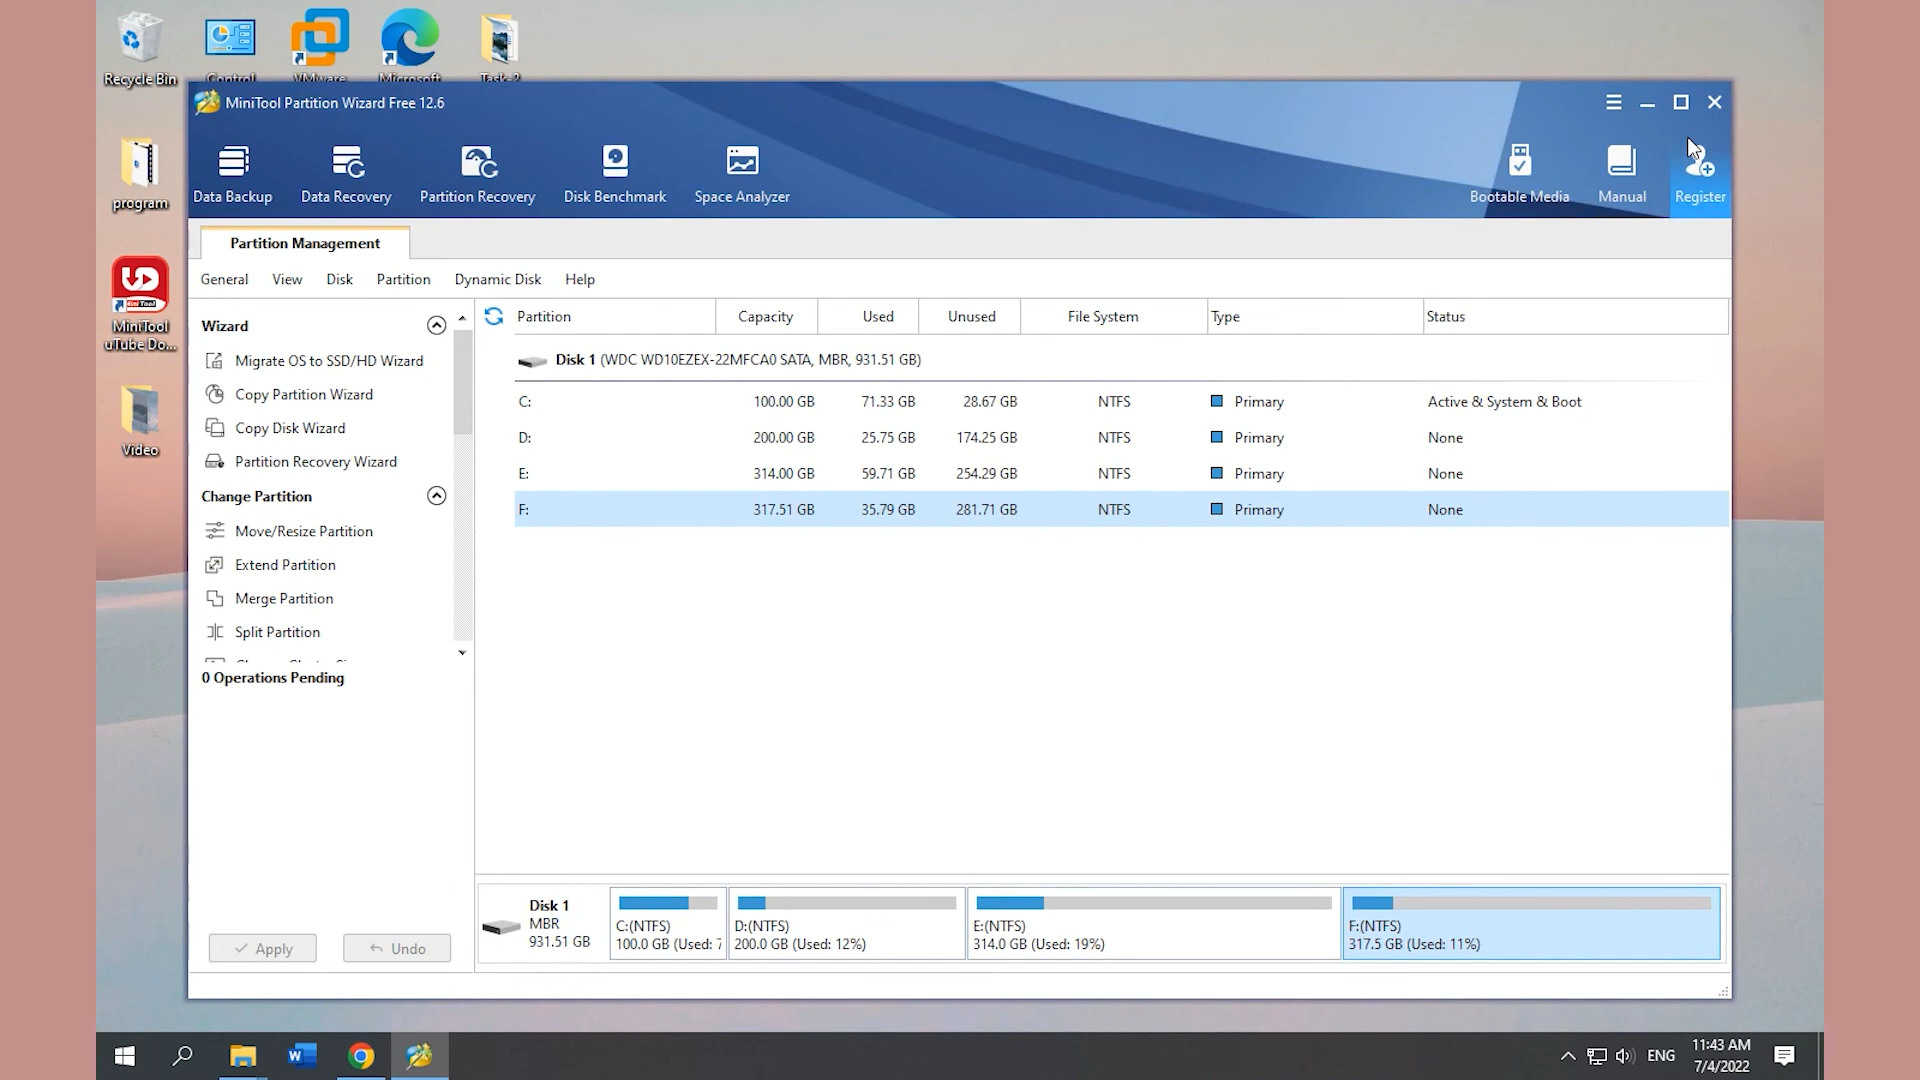 Recycle Bin
Control
VMware
Microsoft
Task-2
program
MiniTool
uTube Do...
Video
MiniTool Partition Wizard Free 12.6
Data Backup
Data Recovery
Partition Recovery
Disk Benchmark
Space Analyzer
Bootable Media
Manual
Register
Partition Management
General View Disk Partition Dynamic Disk Help
Wizard
Migrate OS to SSD/HD Wizard
Copy Partition Wizard
Copy Disk Wizard
Partition Recovery Wizard
Change Partition
Move/Resize Partition
Extend Partition
Merge Partition
Split Partition
0 Operations Pending
Apply
Undo
Partition Capacity Used Unused File System Type Status
Disk 1 (WDC WD10EZEX-22MFCA0 SATA, MBR, 931.51 GB)
C: 100.00 GB 71.33 GB 28.67 GB NTFS Primary Active & System & Boot
D: 200.00 GB 25.75 GB 174.25 GB NTFS Primary None
E: 314.00 GB 59.71 GB 254.29 GB NTFS Primary None
F: 317.51 GB 35.79 GB 281.71 GB NTFS Primary None
Disk 1
MBR
931.51 GB
C:(NTFS)
100.0 GB (Used: 7
D:(NTFS)
200.0 GB (Used: 12%)
E:(NTFS)
314.0 GB (Used: 19%)
F:(NTFS)
317.5 GB (Used: 11%)
ENG
11:43 AM
7/4/2022